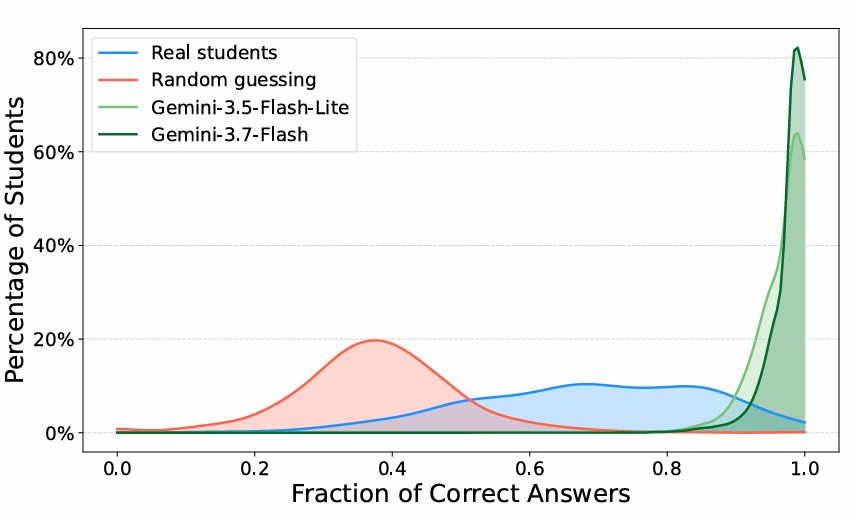 Real students
Random guessing
Gemini-3.5-Flash-Lite
Gemini-3.7-Flash
80%
60%
40%
20%
0%
Percentage of Students
0.0 0.2 0.4 0.6 0.8 1.0
Fraction of Correct Answers